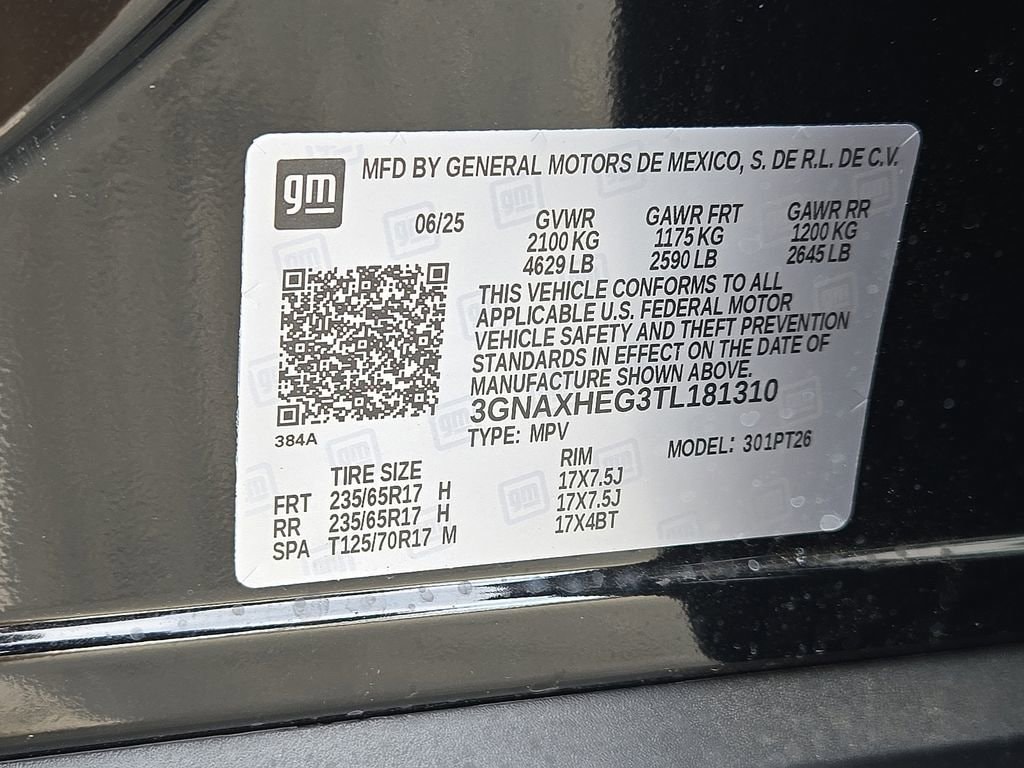 gm
MFD BY GENERAL MOTORS DE MEXICO, S. DE R.L. DE C.V.
06/25 GVWR GAWR FRT GAWR RR
2100 KG 1175 KG 1200 KG
4629 LB 2590 LB 2645 LB
THIS VEHICLE CONFORMS TO ALL
APPLICABLE U.S. FEDERAL MOTOR
VEHICLE SAFETY AND THEFT PREVENTION
STANDARDS IN EFFECT ON THE DATE OF
MANUFACTURE SHOWN ABOVE.
3GNAXHEG3TL181310
384A
TYPE: MPV MODEL: 301PT26
TIRE SIZE RIM
FRT 235/65R17 H 17X7.5J
RR 235/65R17 H 17X7.5J
SPA T125/70R17 M 17X4BT